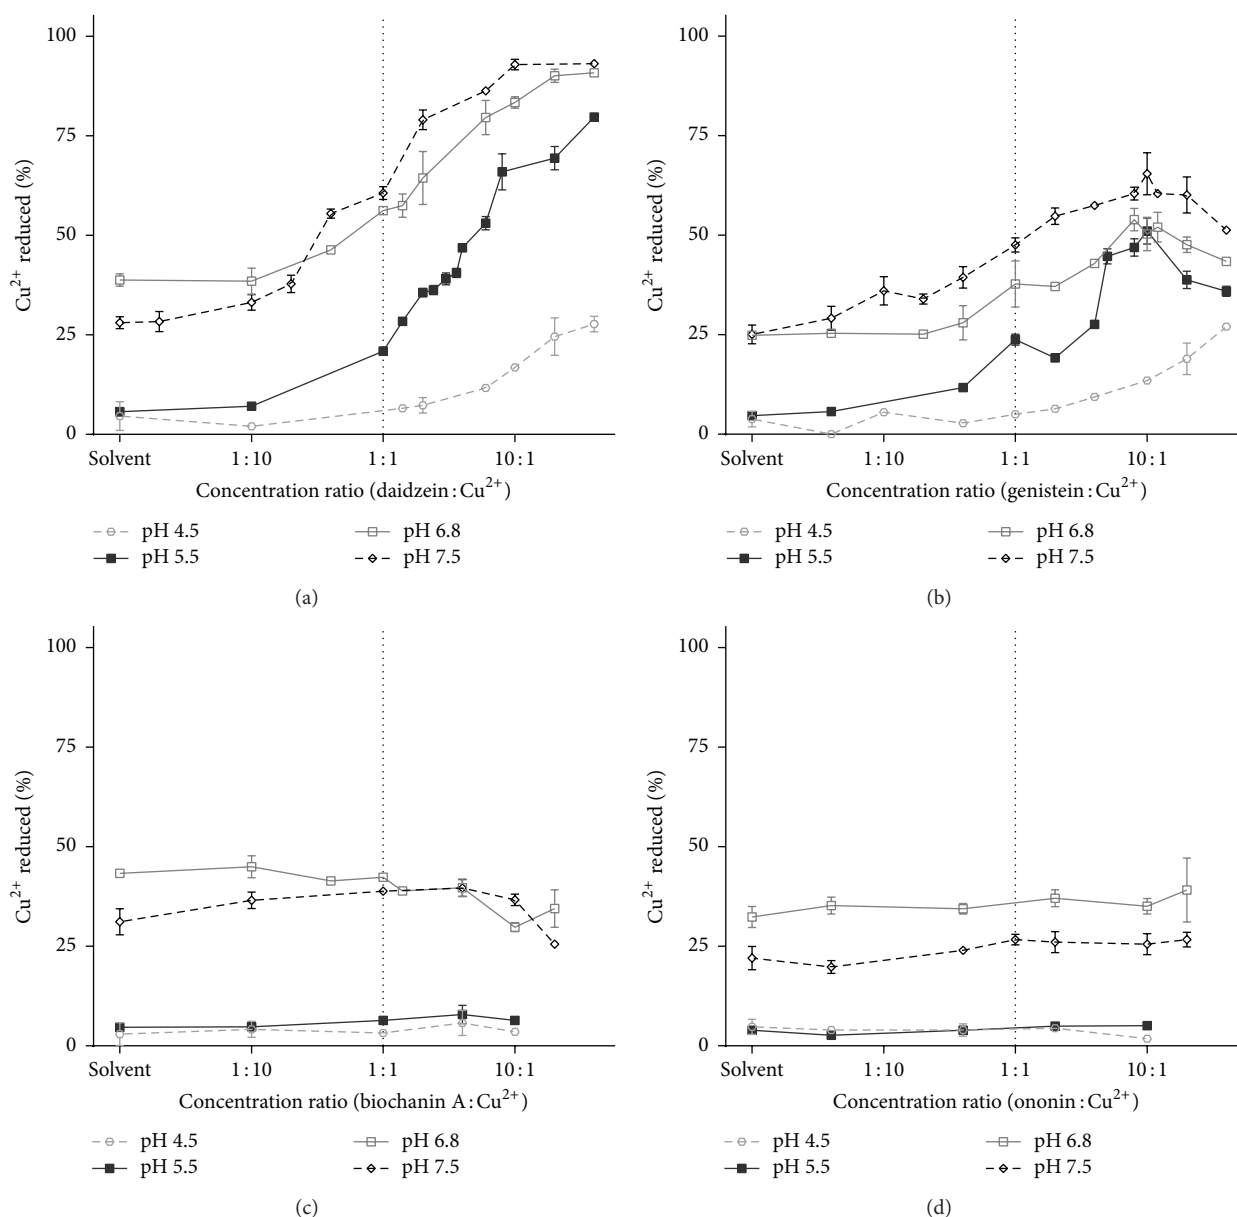 100
75
50
25
0
Cu²⁺ reduced (%)
Solvent 1:10 1:1 10:1
Concentration ratio (daidzein:Cu²⁺)
pH 4.5 pH 6.8
pH 5.5 pH 7.5
(a)
100
75
50
25
0
Cu²⁺ reduced (%)
Solvent 1:10 1:1 10:1
Concentration ratio (genistein:Cu²⁺)
pH 4.5 pH 6.8
pH 5.5 pH 7.5
(b)
100
75
50
25
0
Cu²⁺ reduced (%)
Solvent 1:10 1:1 10:1
Concentration ratio (biochanin A:Cu²⁺)
pH 4.5 pH 6.8
pH 5.5 pH 7.5
(c)
100
75
50
25
0
Cu²⁺ reduced (%)
Solvent 1:10 1:1 10:1
Concentration ratio (ononin:Cu²⁺)
pH 4.5 pH 6.8
pH 5.5 pH 7.5
(d)